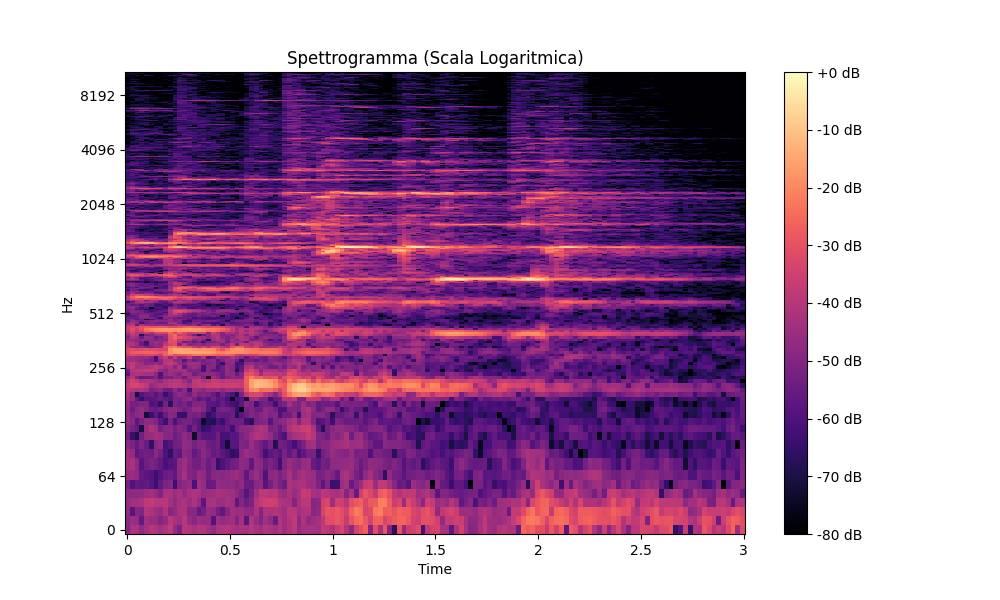 Spettrogramma (Scala Logaritmica)
8192
4096
2048
1024
512
256
128
64
0
Hz
0
0.5
1
1.5
2
2.5
3
Time
+0 dB
-10 dB
-20 dB
-30 dB
-40 dB
-50 dB
-60 dB
-70 dB
-80 dB